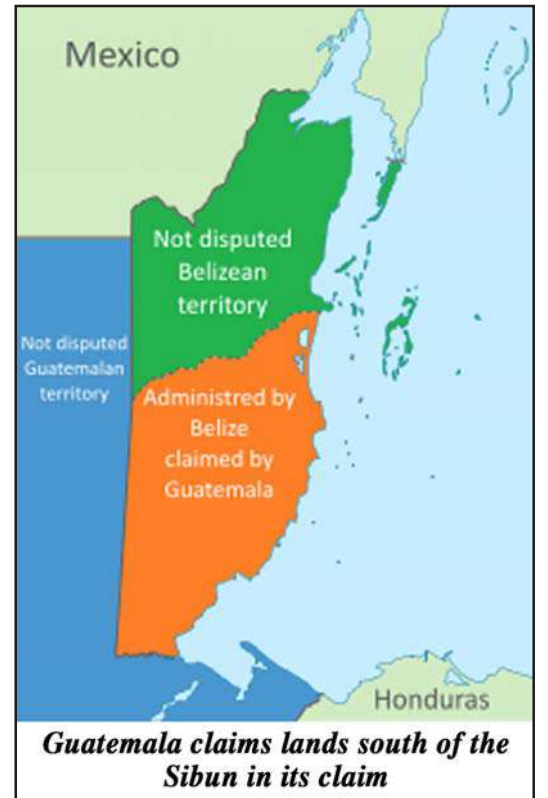 Mexico
Not disputed
Belizean
territory
Not disputed
Guatemalan
territory
Administred by
Belize
claimed by
Guatemala
Honduras
Guatemala claims lands south of the
Sibun in its claim